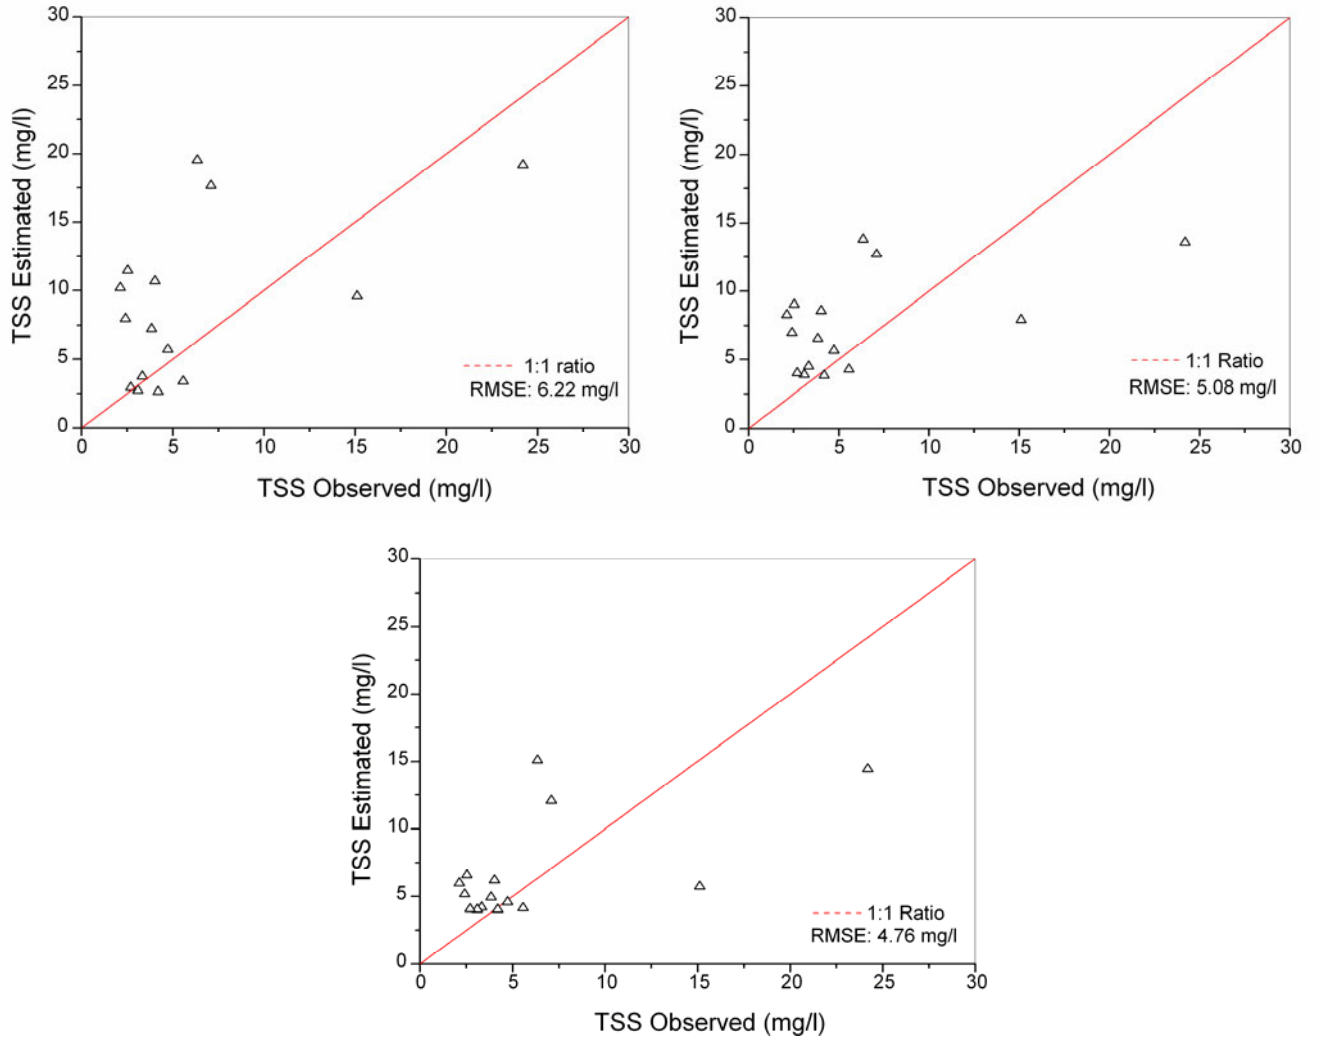 30
25
20
15
10
5
0
TSS Estimated (mg/l)
1:1 ratio
RMSE: 6.22 mg/l
0 5 10 15 20 25 30
TSS Observed (mg/l)
30
25
20
15
10
5
0
TSS Estimated (mg/l)
1:1 Ratio
RMSE: 5.08 mg/l
0 5 10 15 20 25 30
TSS Observed (mg/l)
30
25
20
15
10
5
0
TSS Estimated (mg/l)
1:1 Ratio
RMSE: 4.76 mg/l
0 5 10 15 20 25 30
TSS Observed (mg/l)